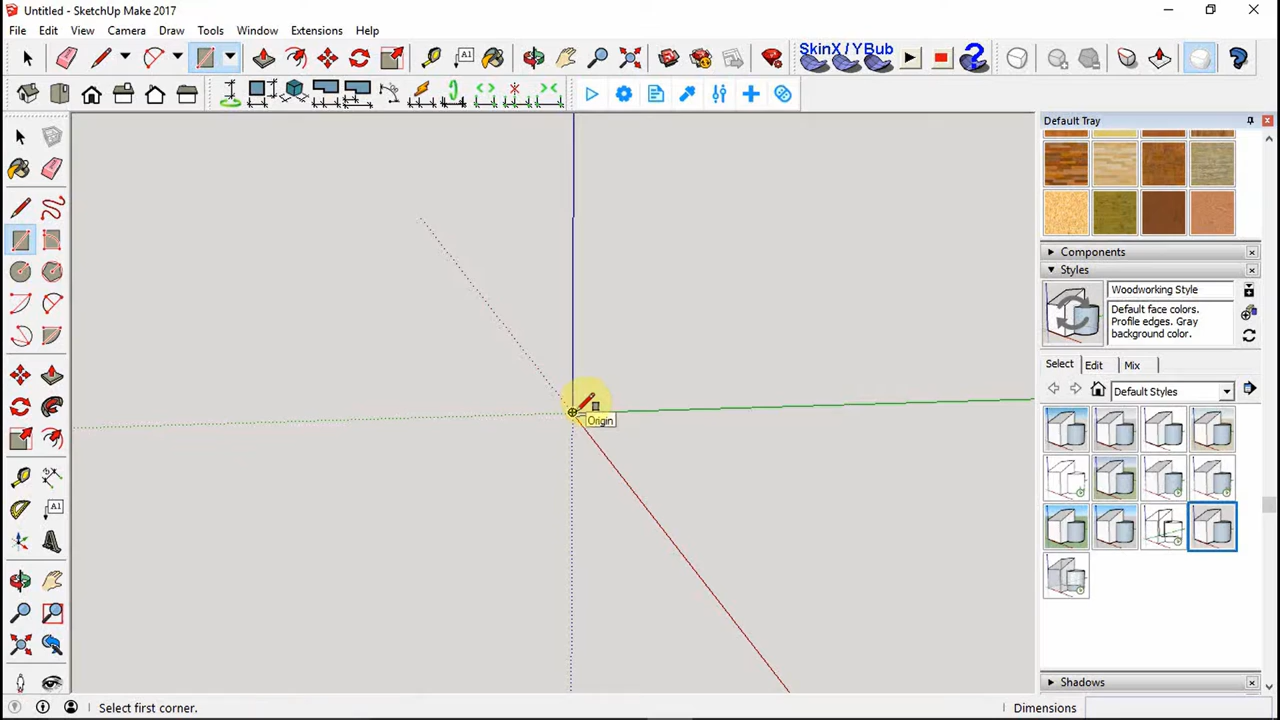 Untitled - SketchUp Make 2017
File Edit View Camera Draw Tools Window Extensions Help
A1
SkinX / YBub
Default Tray
Components
Styles
Woodworking Style
Default face colors.
Profile edges. Gray
background color.
Select Edit Mix
Default Styles
Origin
A1
Shadows
Select first corner.
Dimensions